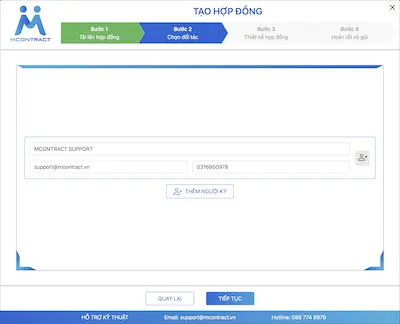 TẠO HỢP ĐỒNG
MCONTRACT
Bước 1
Tải lên hợp đồng
Bước 2
Chọn đối tác
Bước 3
Thiết kế hợp đồng
Bước 4
Hoàn tất và gửi
MCONTRACT SUPPORT
support@mcontract.vn
0316950978
THÊM NGƯỜI KÝ
QUAY LẠI
TIẾP TỤC
HỖ TRỢ KỸ THUẬT
Email: support@mcontract.vn
Hotline: 086 774 6979